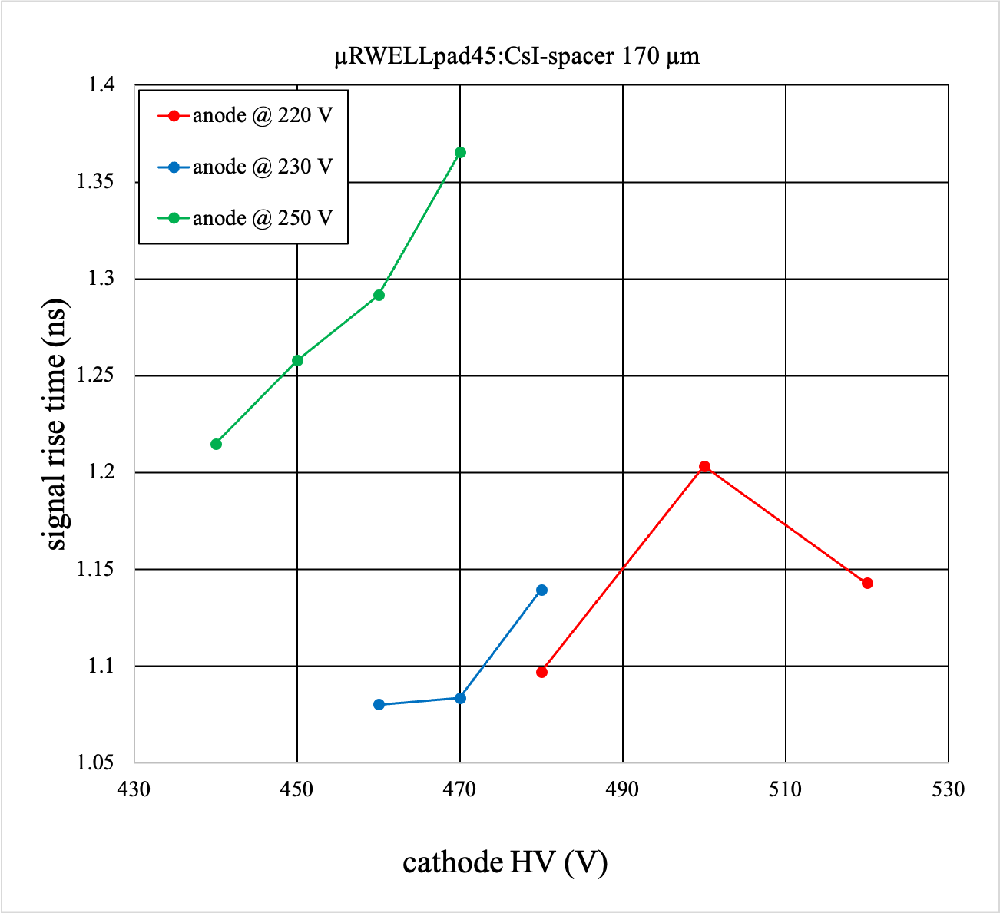 µRWELLpad45:CsI-spacer 170 µm
1.4
anode @ 220 V
anode @ 230 V
1.35
anode @ 250 V
1.3
1.25
1.2
1.15
1.1
1.05
signal rise time (ns)
430 450 470 490 510 530
cathode HV (V)